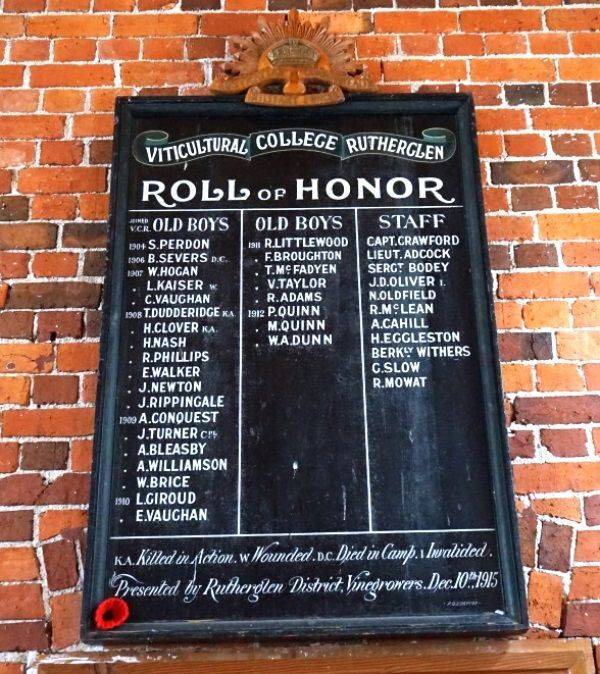 VITICULTURAL COLLEGE RUTHERGLEN
ROLL OF HONOR
JOINED V.C.R. OLD BOYS
1904 S.PERDON
1906 B.SEVERS D.C.
1907 W.HOGAN
. L.KAISER W.
. C.VAUGHAN
1908 T.DUDDERIDGE K.A.
. H.CLOVER K.A.
. H.NASH
. R.PHILLIPS
. E.WALKER
. J.NEWTON
. J.RIPPINGALE
1909 A.CONQUEST
. J.TURNER CPL
. A.BLEASBY
. A.WILLIAMSON
. W.BRICE
1910 L.GIROUD
. E.VAUGHAN
OLD BOYS
1911 R.LITTLEWOOD
. F.BROUGHTON
. T.McFADYEN
. V.TAYLOR
. R.ADAMS
1912 P.QUINN
. M.QUINN
. W.A.DUNN
STAFF
CAPT.CRAWFORD
LIEUT.ADCOCK
SERGT BODEY
J.D.OLIVER I.
N.OLDFIELD
R.McLEAN
A.CAHILL
H.EGGLESTON
BERKLY WITHERS
G.SLOW
R.MOWAT
K.A. Killed in Action. W Wounded. D.C. Died in Camp. I Invalided.
Presented by Rutherglen District Vinegrowers. Dec. 10th, 1915